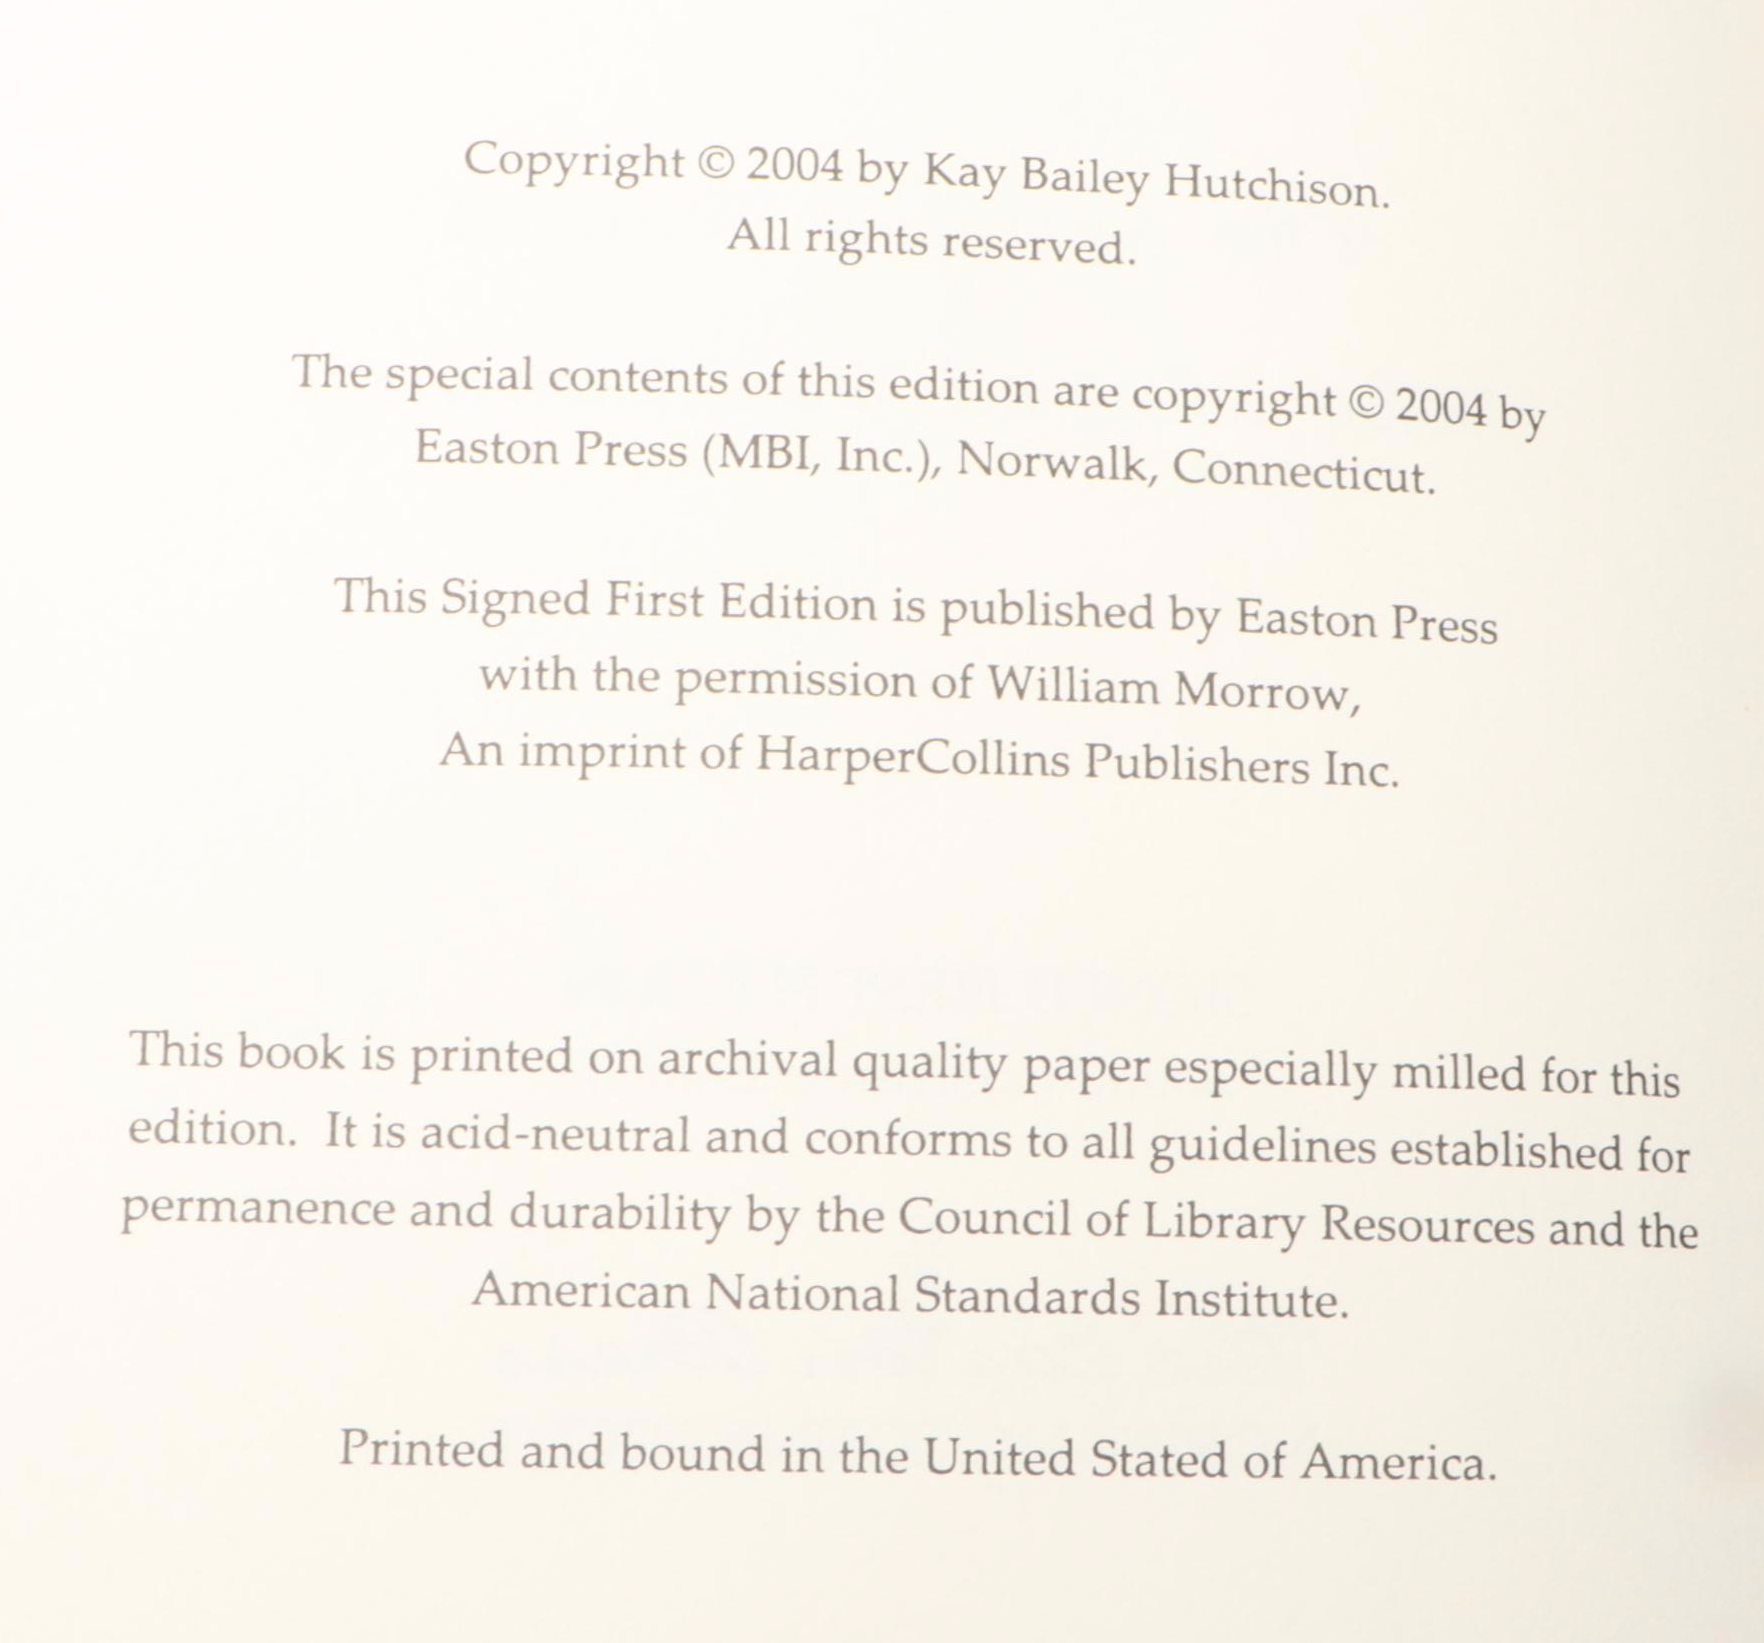 Copyright © 2004 by Kay Bailey Hutchison.
All rights reserved.
The special contents of this edition are copyright © 2004 by
Easton Press (MBI, Inc.), Norwalk, Connecticut.
This Signed First Edition is published by Easton Press
with the permission of William Morrow,
An imprint of HarperCollins Publishers Inc.
This book is printed on archival quality paper especially milled for this
edition.  It is acid-neutral and conforms to all guidelines established for
permanence and durability by the Council of Library Resources and the
American National Standards Institute.
Printed and bound in the United Stated of America.